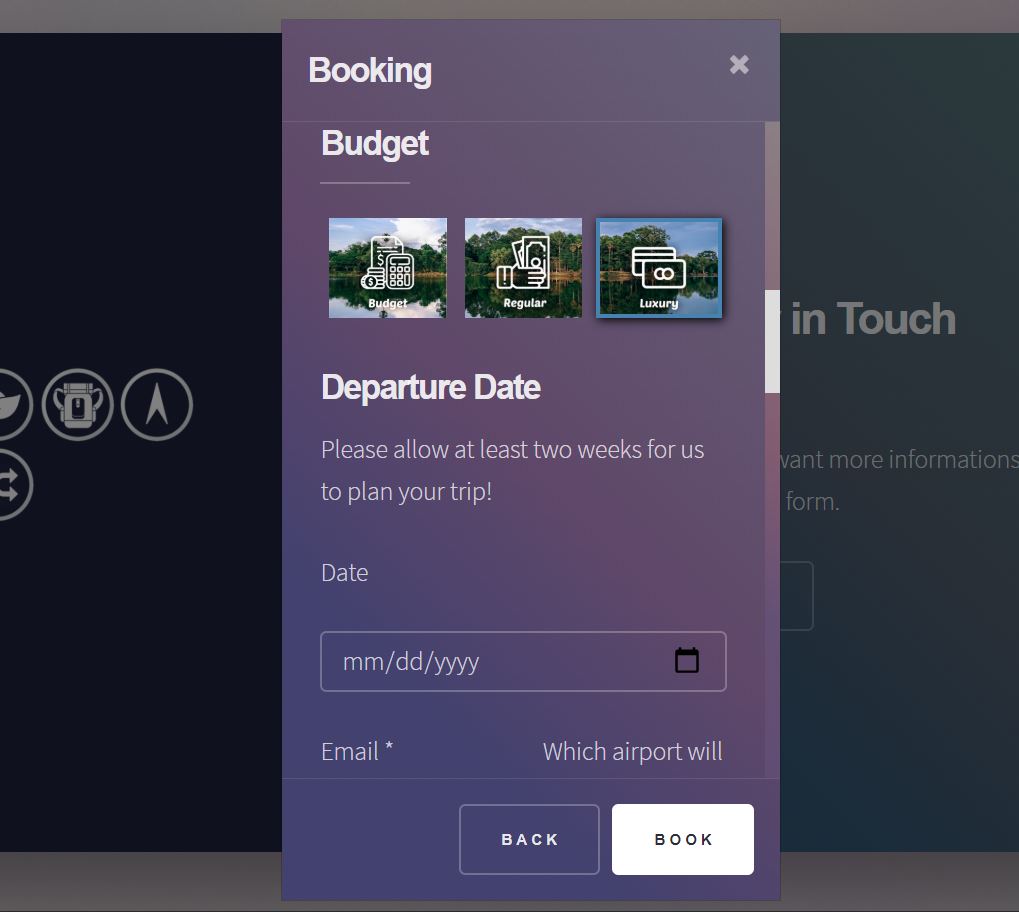 Booking
Budget
Budget
Regular
Luxury
in Touch
Departure Date
Please allow at least two weeks for us
want more informations
to plan your trip!
form.
Date
mm/dd/yyyy
Email *
Which airport will
BACK
BOOK